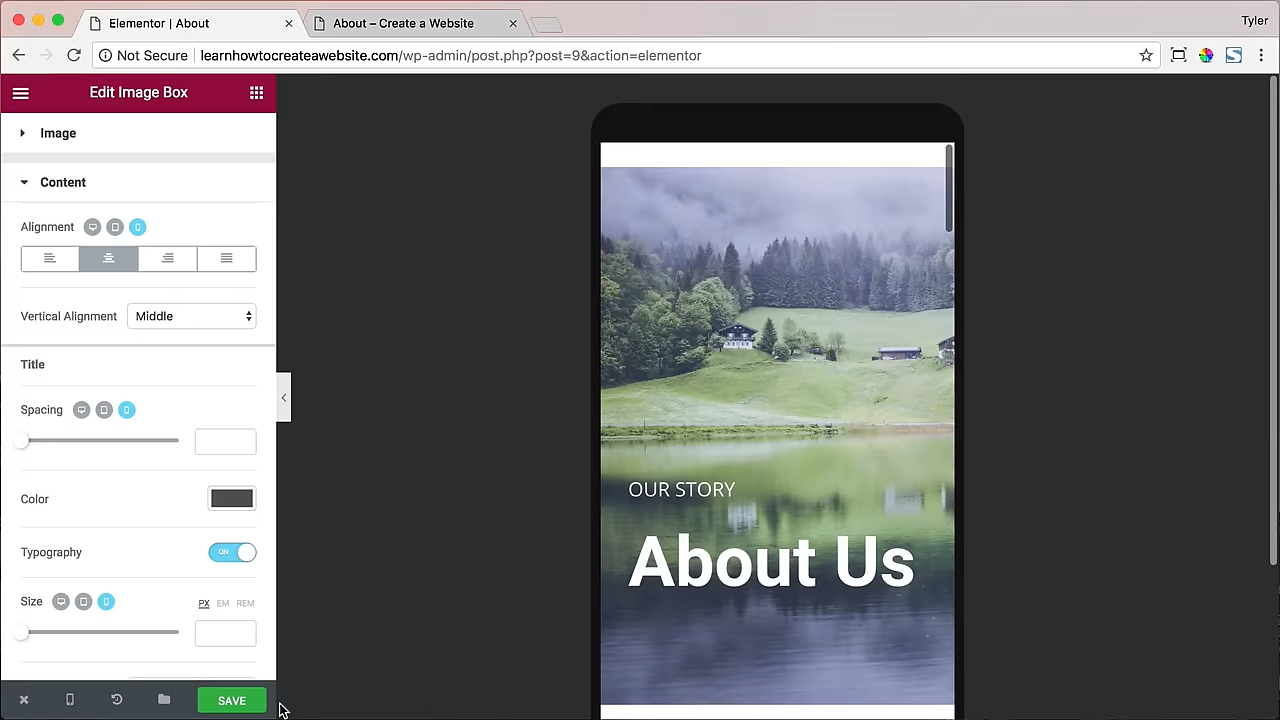 Elementor | About
About – Create a Website
Tyler
Not Secure
learnhowtocreateawebsite.com/wp-admin/post.php?post=9&action=elementor
Edit Image Box
Image
Content
Alignment
Vertical Alignment
Middle
Title
Spacing
Color
Typography
ON
Size
PX EM REM
SAVE
OUR STORY
About Us